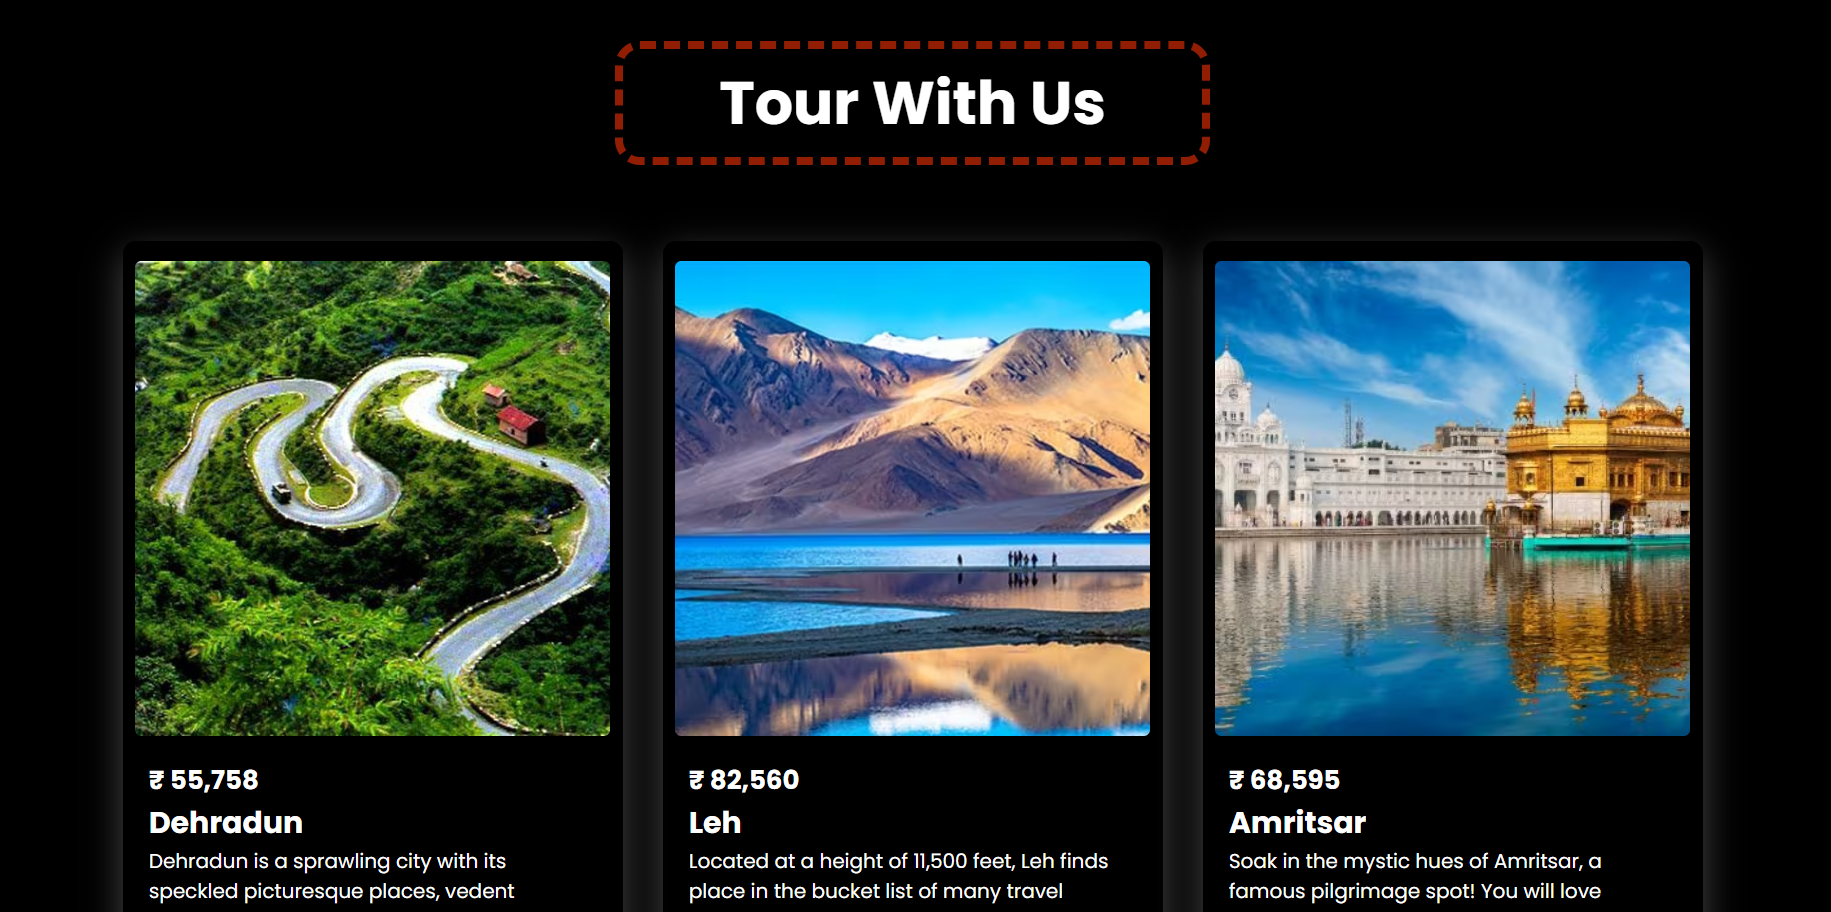 Tour With Us
₹ 55,758
Dehradun
Dehradun is a sprawling city with its
speckled picturesque places, vedent
₹ 82,560
Leh
Located at a height of 11,500 feet, Leh finds
place in the bucket list of many travel
₹ 68,595
Amritsar
Soak in the mystic hues of Amritsar, a
famous pilgrimage spot! You will love